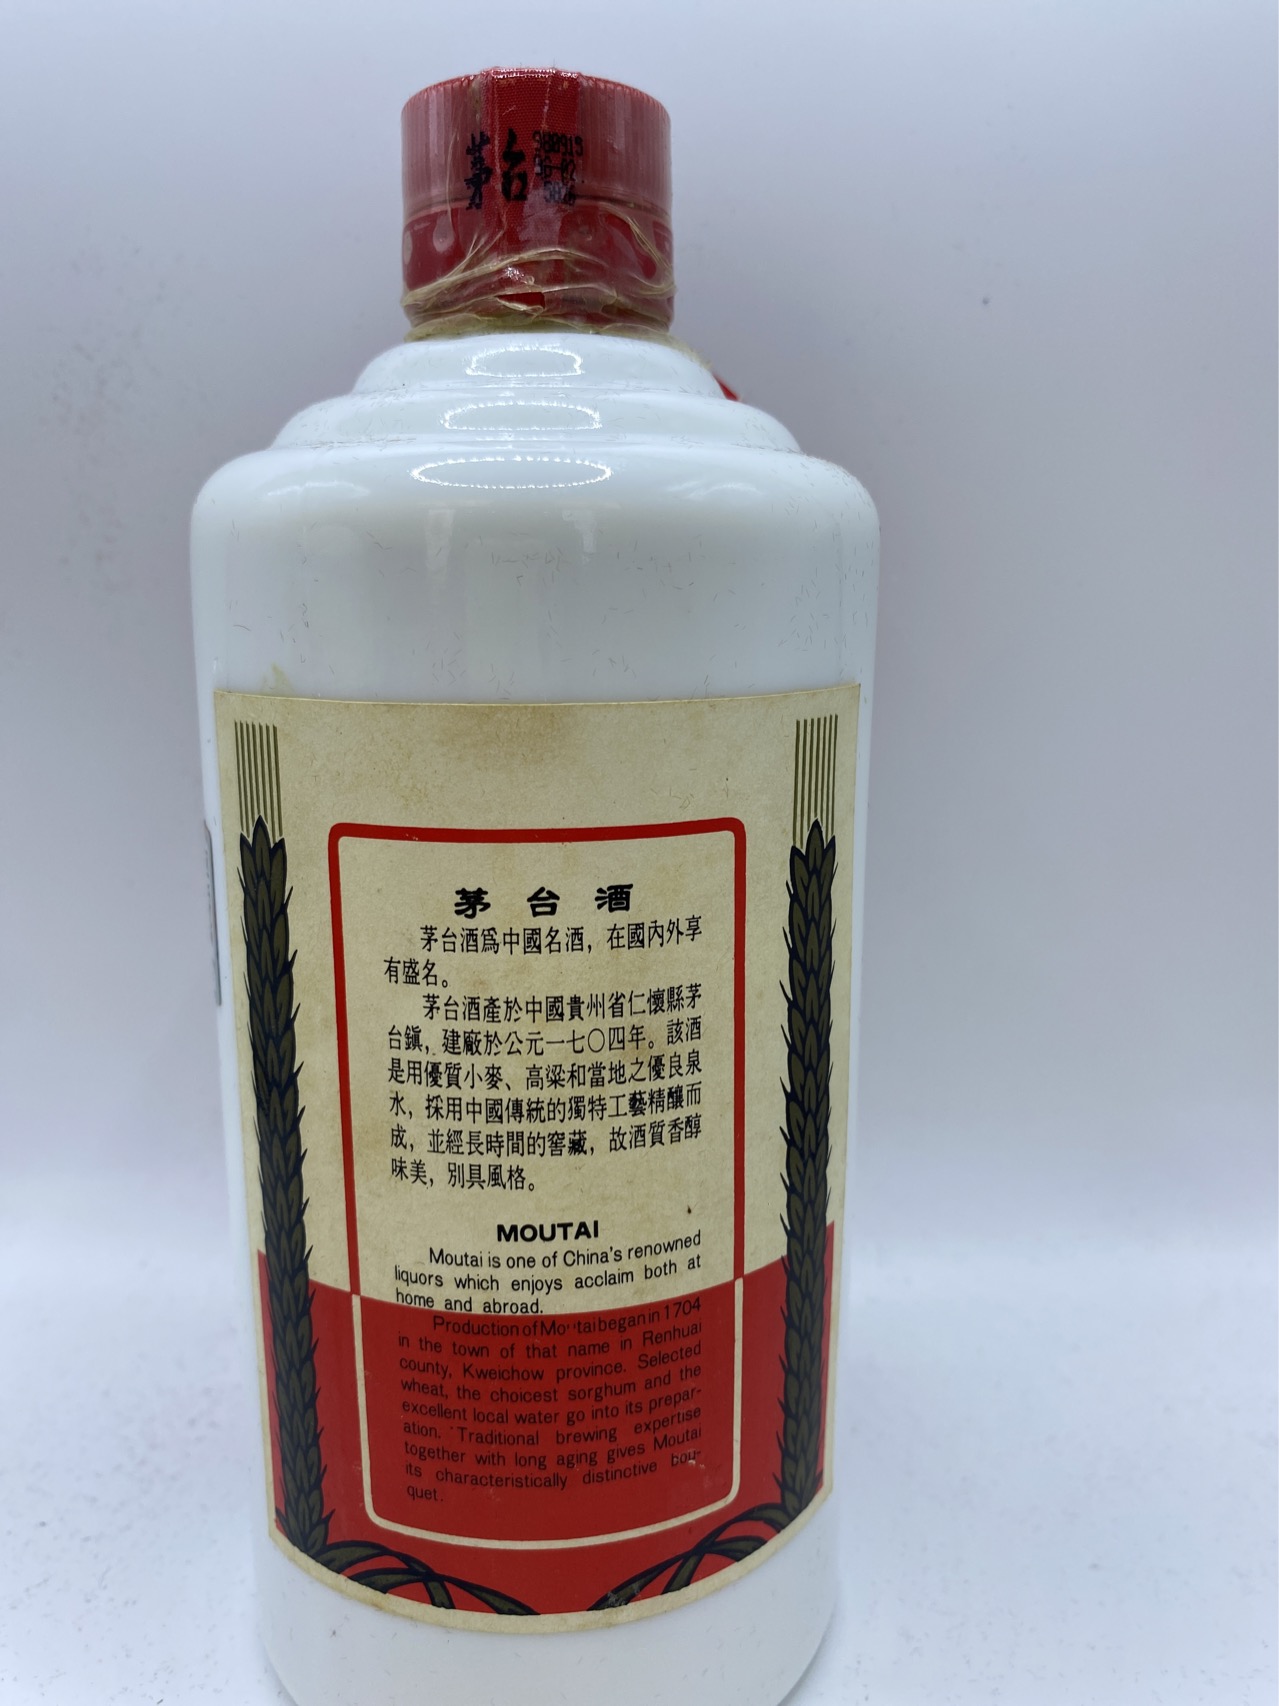 茅台
茅台酒
茅台酒爲中國名酒，在國內外享
有盛名。
茅台酒產於中國貴州省仁懷縣茅
台鎮，建廠於公元一七〇四年。該酒
是用優質小麥、高粱和當地之優良泉
水，採用中國傳統的獨特工藝精釀而
成，並經長時間的窖藏，故酒質香醇
味美，別具風格。
MOUTAI
Moutai is one of China's renowned
liquors which enjoys acclaim both at
home and abroad.
Production of Moutai began in 1704
in the town of that name in Renhuai
county, Kweichow province. Selected
wheat, the choicest sorghum and the
excellent local water go into its prepar-
ation. Traditional brewing expertise
together with long aging gives Moutai
its characteristically distinctive bou-
quet.